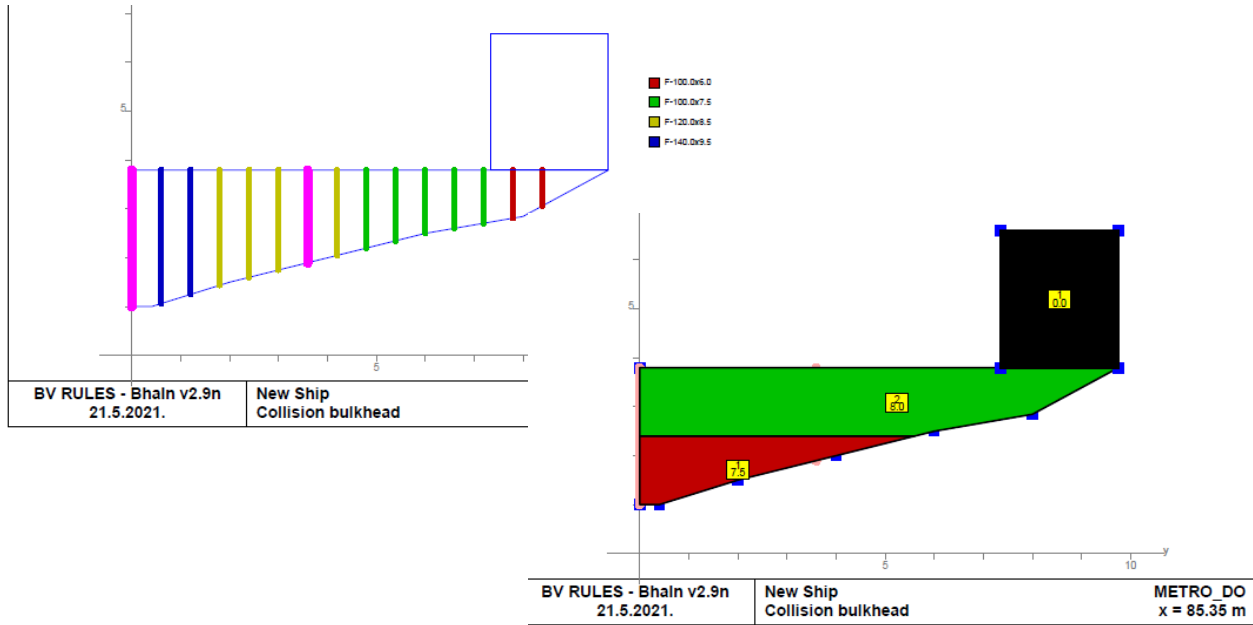 5
5
BV RULES - BhaIn v2.9n
21.5.2021.
New Ship
Collision bulkhead
F-100.0x6.0
F-100.0x7.5
F-120.0x8.5
F-140.0x9.5
1
0.0
5
2
8.0
1
7.5
5
10
y
BV RULES - BhaIn v2.9n
21.5.2021.
New Ship
Collision bulkhead
METRO_DO
x = 85.35 m